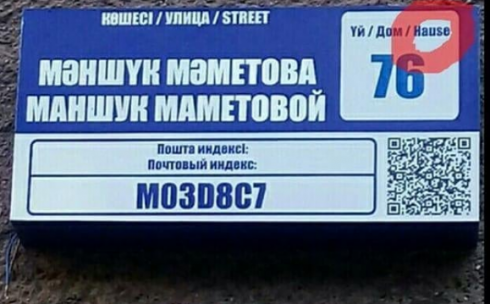 КӨШЕСІ / УЛИЦА / STREET
Үй / Дом / Hause
МӘНШҮК МӘМЕТОВА
МАНШУК МАМЕТОВОЙ
76
Пошта индексі:
Почтовый индекс:
M03D8C7